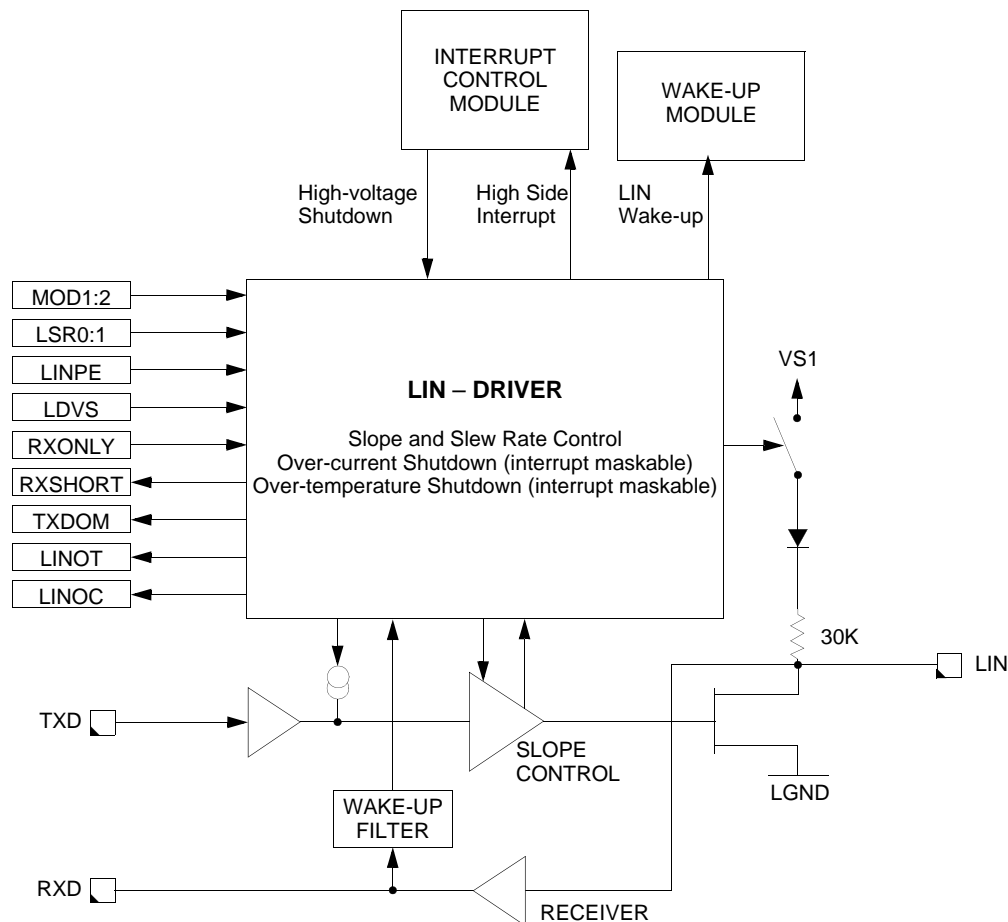 INTERRUPT
CONTROL
MODULE
WAKE-UP
MODULE
High-voltage
Shutdown
High Side
Interrupt
LIN
Wake-up
MOD1:2
LSR0:1
LINPE
LDVS
RXONLY
RXSHORT
TXDOM
LINOT
LINOC
LIN – DRIVER
Slope and Slew Rate Control
Over-current Shutdown (interrupt maskable)
Over-temperature Shutdown (interrupt maskable)
VS1
30K
LIN
TXD
SLOPE
CONTROL
LGND
WAKE-UP
FILTER
RXD
RECEIVER